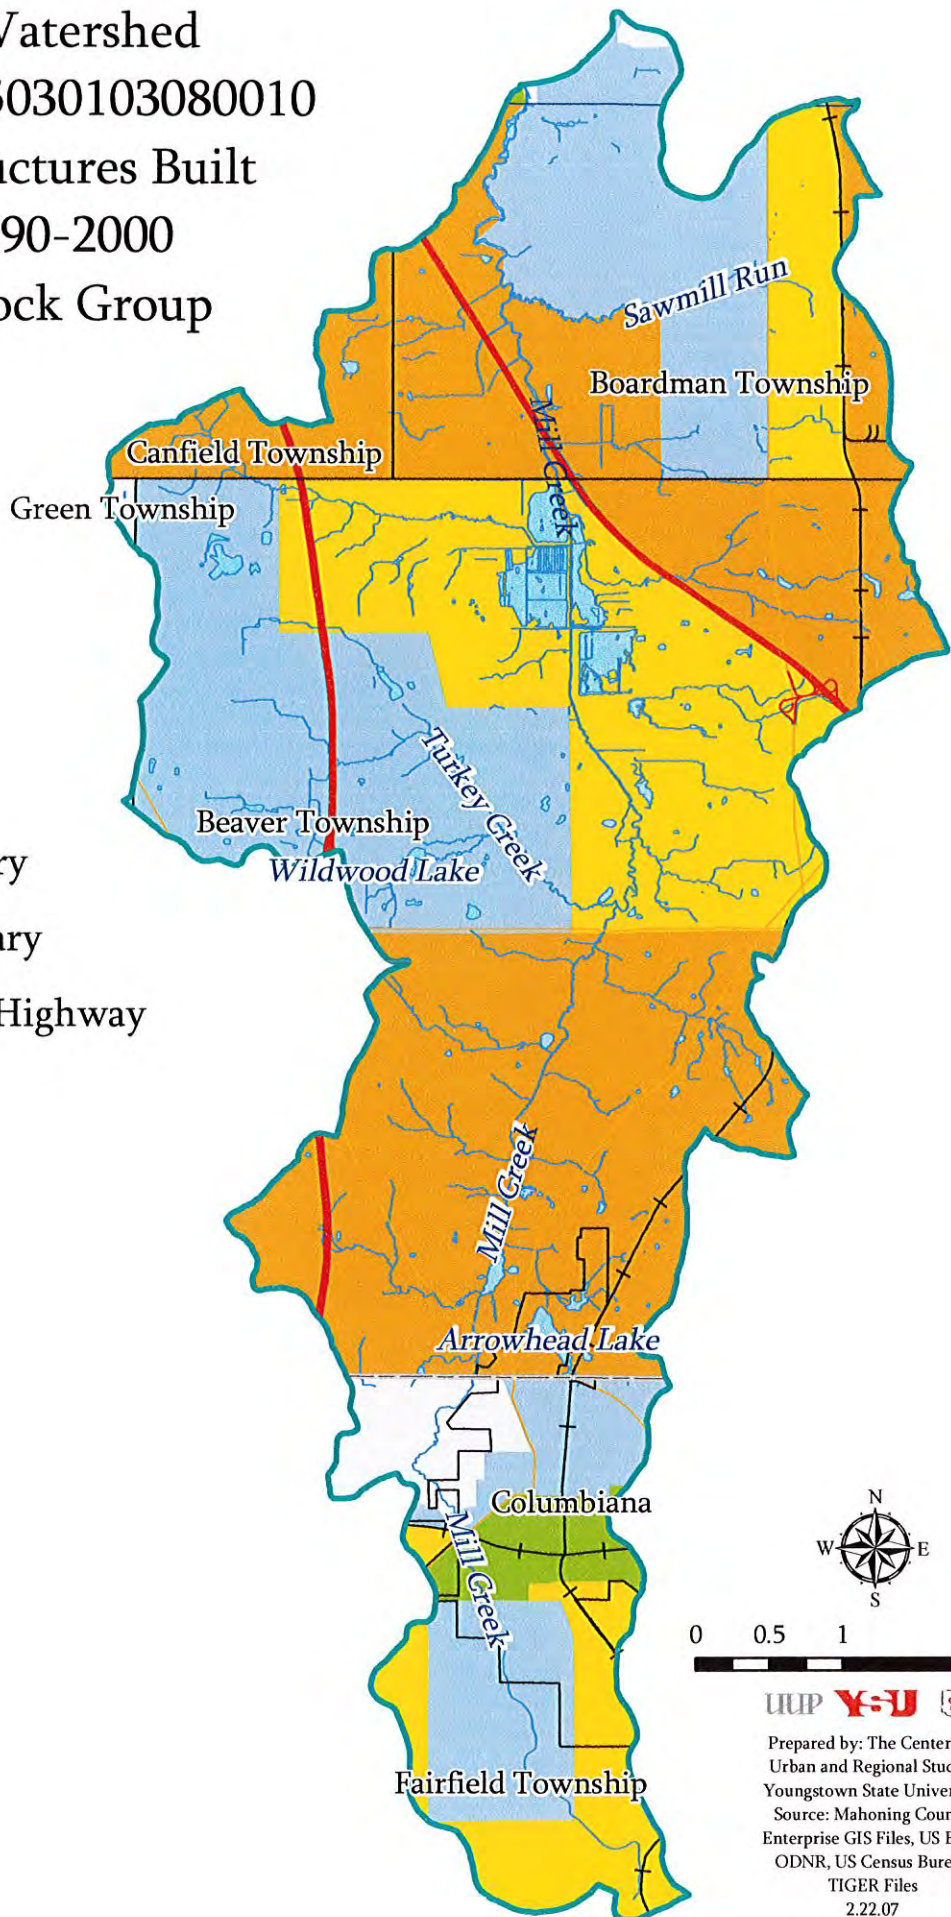 Watershed
5030103080010
uctures Built
90-2000
ock Group
Sawmill Run
Boardman Township
Mill Creek
Canfield Township
Green Township
Turkey Creek
Beaver Township
Wildwood Lake
ry
ary
Highway
Mill Creek
Arrowhead Lake
Columbiana
Mill Creek
Fairfield Township
N
W E
S
0 0.5 1
UUP YSU
Prepared by: The Center
Urban and Regional Stud
Youngstown State Univer
Source: Mahoning Coun
Enterprise GIS Files, US E
ODNR, US Census Bure
TIGER Files
2.22.07